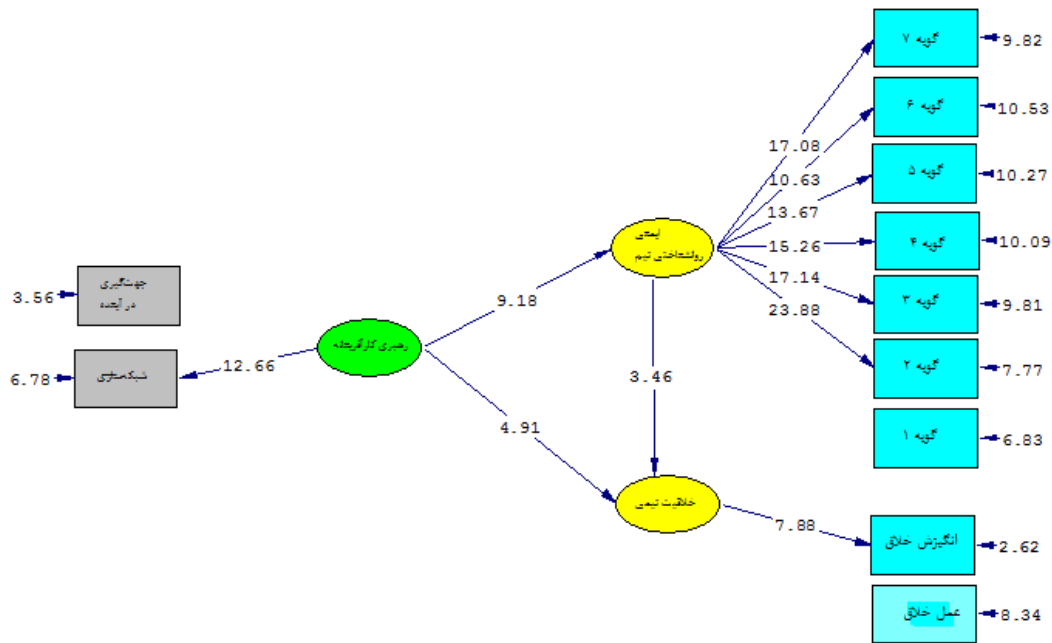 گویه ۷
9.82
گویه ۶
10.53
17.08
10.63
گویه ۵
10.27
13.67
ایمنی
روانشناختی تیم
15.26
گویه ۴
10.09
17.14
گویه ۳
9.81
23.88
جهت‌گیری
در آینده
3.56
9.18
رهبری کارآفرینانه
12.66
شبکه‌سازی
6.78
3.46
گویه ۲
7.77
4.91
گویه ۱
6.83
خلاقیت تیمی
7.88
انگیزش خلاق
2.62
عمل خلاق
8.34